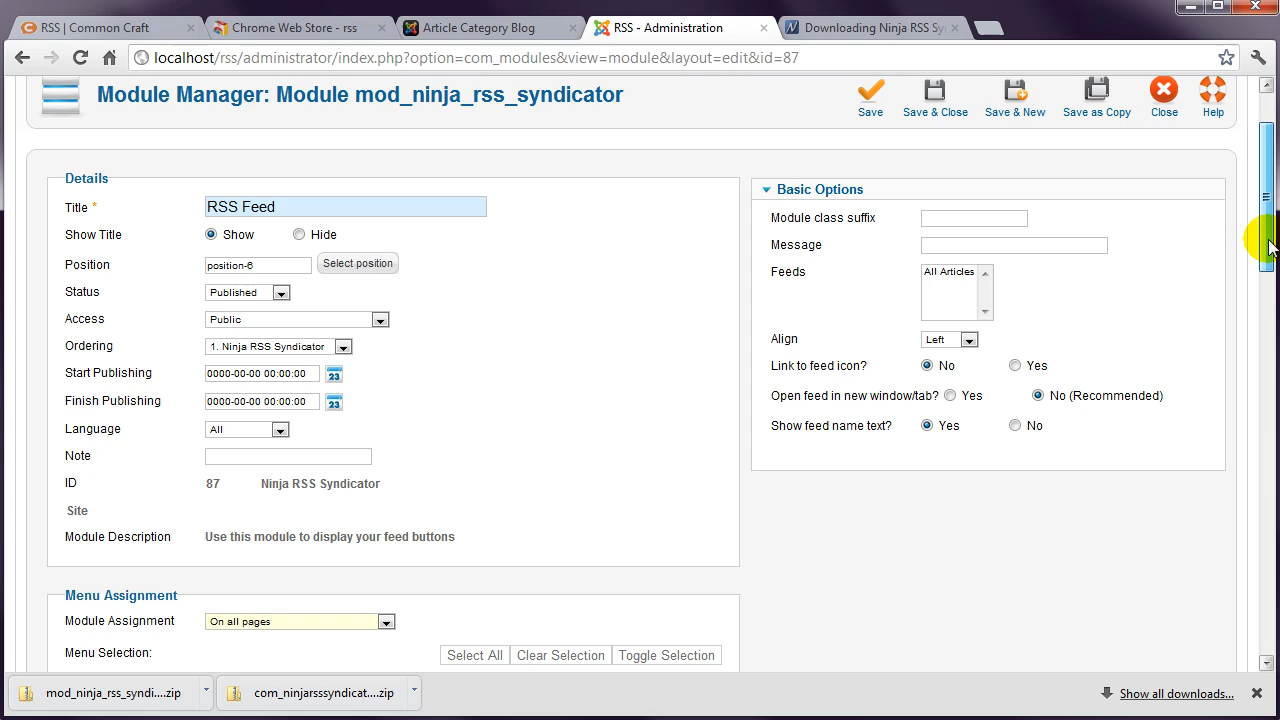 RSS | Common Craft
Chrome Web Store - rss
Article Category Blog
RSS - Administration
Downloading Ninja RSS Sy
localhost/rss/administrator/index.php?option=com_modules&view=module&layout=edit&id=87
Module Manager: Module mod_ninja_rss_syndicator
Save
Save & Close
Save & New
Save as Copy
Close
Help
Details
Title *
RSS Feed
Show Title
Show
Hide
Position
position-6
Select position
Status
Published
Access
Public
Ordering
1. Ninja RSS Syndicator
Start Publishing
0000-00-00 00:00:00
23
Finish Publishing
0000-00-00 00:00:00
23
Language
All
Note
ID
87
Ninja RSS Syndicator
Site
Module Description
Use this module to display your feed buttons
Basic Options
Module class suffix
Message
Feeds
All Articles
Align
Left
Link to feed icon?
No
Yes
Open feed in new window/tab?
Yes
No (Recommended)
Show feed name text?
Yes
No
Menu Assignment
Module Assignment
On all pages
Menu Selection:
Select All
Clear Selection
Toggle Selection
mod_ninja_rss_syndi....zip
com_ninjarsssyndicat....zip
Show all downloads...